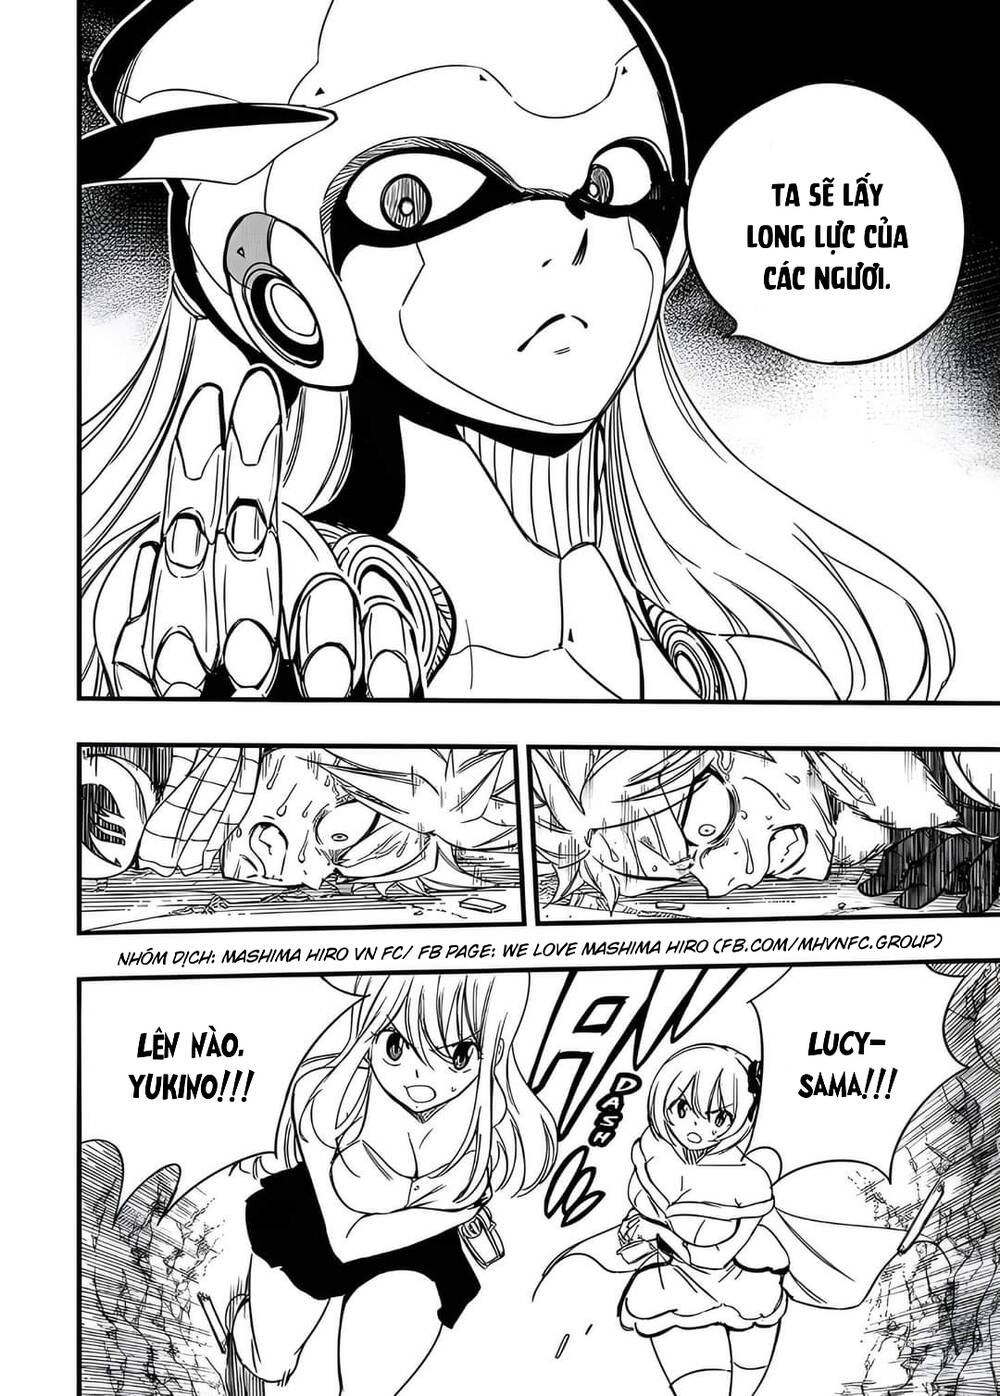 TA SẼ LẤY
LONG LỰC CỦA
CÁC NGƯƠI.
NHÓM DỊCH: MASHIMA HIRO VN FC/ FB PAGE: WE LOVE MASHIMA HIRO (FB.COM/MHVNFC.GROUP)
LÊN NÀO,
YUKINO!!!
DASH
LUCY-
SAMA!!!